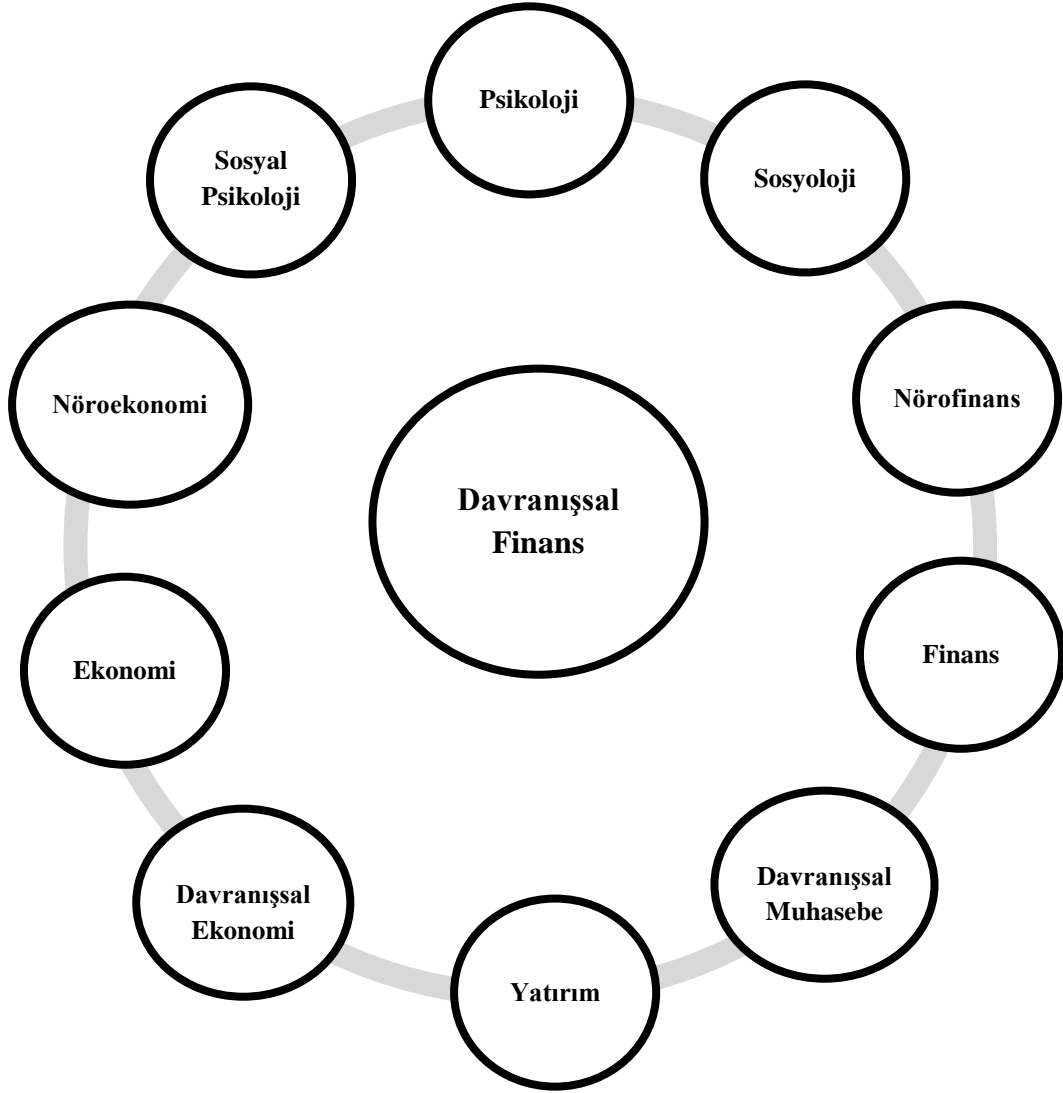 Psikoloji
Sosyal
Psikoloji
Sosyoloji
Nöroekonomi
Nörofinans
Davranışsal
Finans
Ekonomi
Finans
Davranışsal
Ekonomi
Davranışsal
Muhasebe
Yatırım